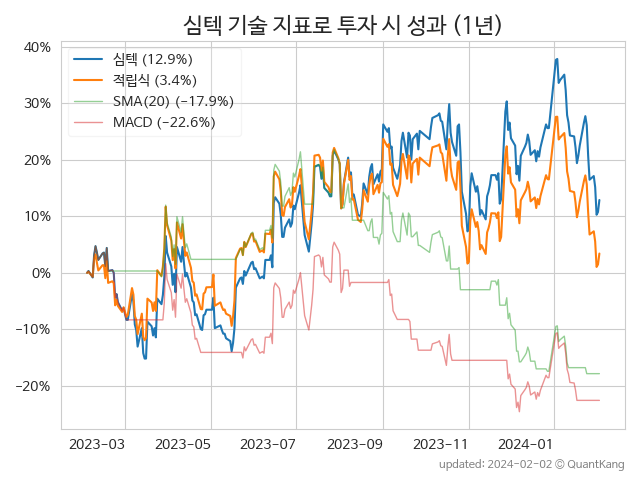 심텍 기술 지표로 투자 시 성과 (1년)
심텍 (12.9%)
적립식 (3.4%)
SMA(20) (−17.9%)
MACD (−22.6%)
40%
30%
20%
10%
0%
−10%
−20%
2023-03 2023-05 2023-07 2023-09 2023-11 2024-01
updated: 2024-02-02 © QuantKang